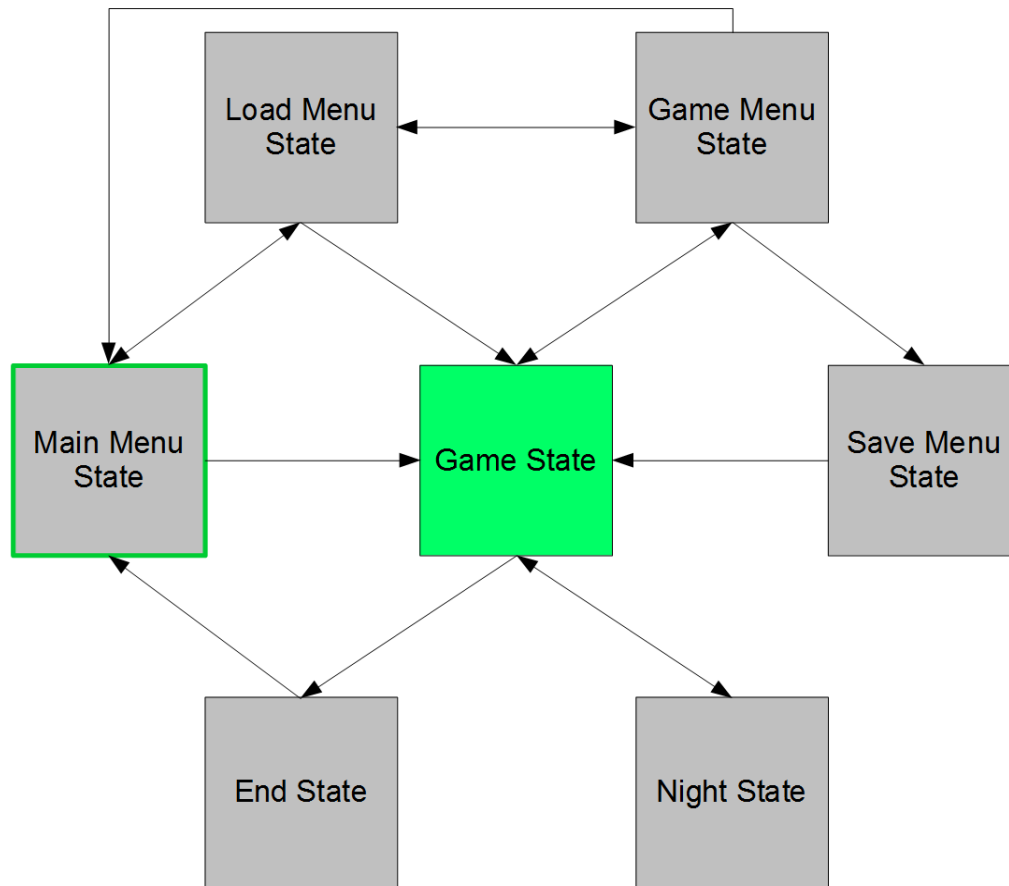 Load Menu
State
Game Menu
State
Main Menu
State
Game State
Save Menu
State
End State
Night State